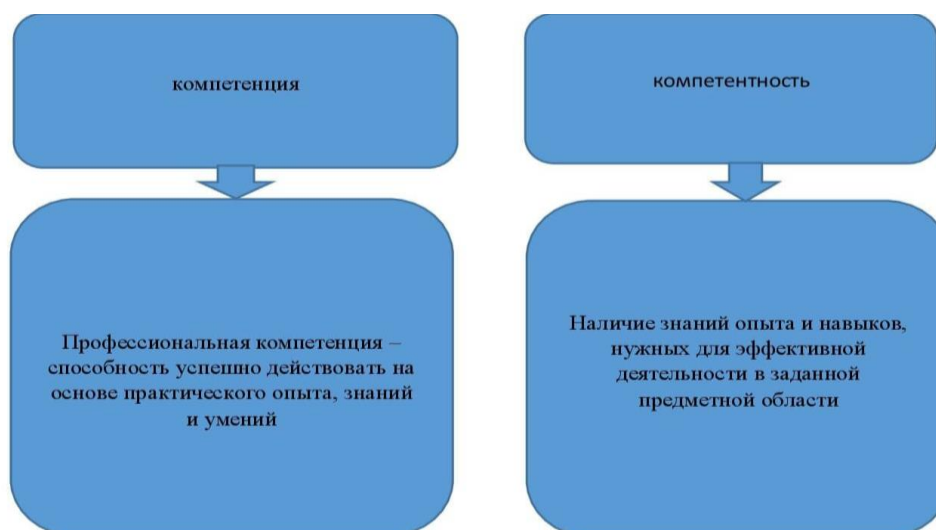 компетенция
компетентность
Профессиональная компетенция –
способность успешно действовать на
основе практического опыта, знаний
и умений
Наличие знаний опыта и навыков,
нужных для эффективной
деятельности в заданной
предметной области